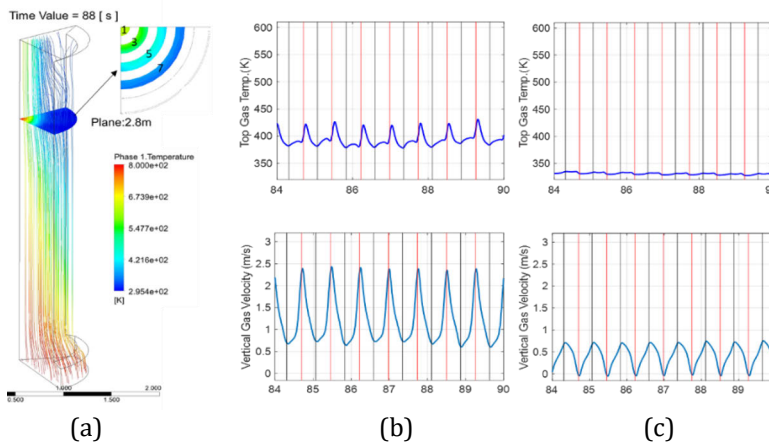 Time Value = 88 [ s ]
1
3
5
7
Plane:2.8m
Phase 1.Temperature
8.000e+02
6.739e+02
5.477e+02
4.216e+02
2.954e+02
[K]
0.500
1.000
1.500
2.000
(a)
Top Gas Temp.(K)
600
550
500
450
400
350
84 85 86 87 88 89 90
Vertical Gas Velocity (m/s)
3
2.5
2
1.5
1
0.5
0
84 85 86 87 88 89 90
(b)
Top Gas Temp.(K)
600
550
500
450
400
350
84 86 88 90
Vertical Gas Velocity (m/s)
3
2.5
2
1.5
1
0.5
0
84 85 86 87 88 89
(c)